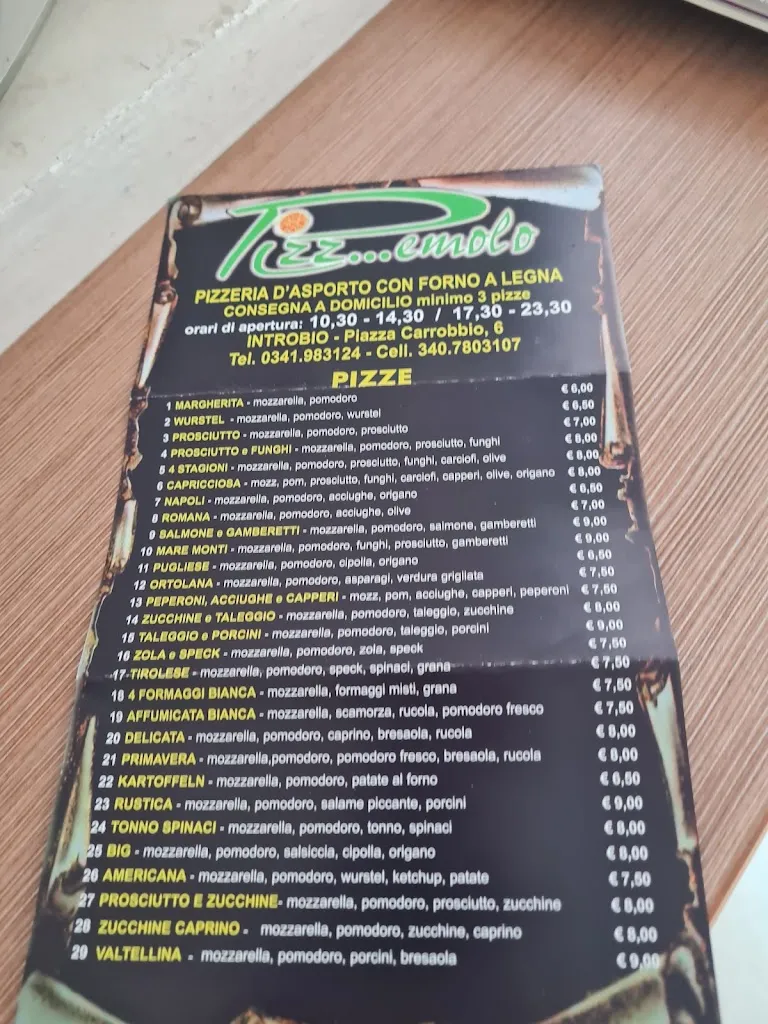 Pizz...emolo
PIZZERIA D'ASPORTO CON FORNO A LEGNA
CONSEGNA A DOMICILIO minimo 3 pizze
orari di apertura: 10,30 - 14,30 / 17,30 - 23,30
INTROBIO - Piazza Carrobbio, 6
Tel. 0341.983124 - Cell. 340.7803107
PIZZE
1 MARGHERITA - mozzarella, pomodoro € 6,00
2 WURSTEL - mozzarella, pomodoro, wurstel € 6,50
3 PROSCIUTTO - mozzarella, pomodoro, prosciutto € 7,00
4 PROSCIUTTO e FUNGHI - mozzarella, pomodoro, prosciutto, funghi € 8,00
5 4 STAGIONI - mozzarella, pomodoro, prosciutto, funghi, carciofi, olive € 8,00
6 CAPRICCIOSA - mozz, pom, prosciutto, funghi, carciofi, capperi, olive, origano € 8,00
7 NAPOLI - mozzarella, pomodoro, acciughe, origano € 6,50
8 ROMANA - mozzarella, pomodoro, acciughe, olive € 7,00
9 SALMONE e GAMBERETTI - mozzarella, pomodoro, salmone, gamberetti € 9,00
10 MARE MONTI - mozzarella, pomodoro, funghi, prosciutto, gamberetti € 9,00
11 PUGLIESE - mozzarella, pomodoro, cipolla, origano € 6,50
12 ORTOLANA - mozzarella, pomodoro, asparagi, verdura grigliata € 7,50
13 PEPERONI, ACCIUGHE e CAPPERI - mozz, pom, acciughe, capperi, peperoni € 7,50
14 ZUCCHINE e TALEGGIO - mozzarella, pomodoro, taleggio, zucchine € 8,00
15 TALEGGIO e PORCINI - mozzarella, pomodoro, taleggio, porcini € 9,00
16 ZOLA e SPECK - mozzarella, pomodoro, zola, speck € 7,50
17 TIROLESE - mozzarella, pomodoro, speck, spinaci, grana € 7,50
18 4 FORMAGGI BIANCA - mozzarella, formaggi misti, grana € 7,50
19 AFFUMICATA BIANCA - mozzarella, scamorza, rucola, pomodoro fresco € 7,50
20 DELICATA - mozzarella, pomodoro, caprino, bresaola, rucola € 8,00
21 PRIMAVERA - mozzarella,pomodoro, pomodoro fresco, bresaola, rucola € 8,00
22 KARTOFFELN - mozzarella, pomodoro, patate al forno € 6,50
23 RUSTICA - mozzarella, pomodoro, salame piccante, porcini € 9,00
24 TONNO SPINACI - mozzarella, pomodoro, tonno, spinaci € 8,00
25 BIG - mozzarella, pomodoro, salsiccia, cipolla, origano € 8,00
26 AMERICANA - mozzarella, pomodoro, wurstel, ketchup, patate € 7,50
27 PROSCIUTTO E ZUCCHINE- mozzarella, pomodoro, prosciutto, zucchine € 8,00
28 ZUCCHINE CAPRINO - mozzarella, pomodoro, zucchine, caprino € 8,00
29 VALTELLINA - mozzarella, pomodoro, porcini, bresaola € 9,00